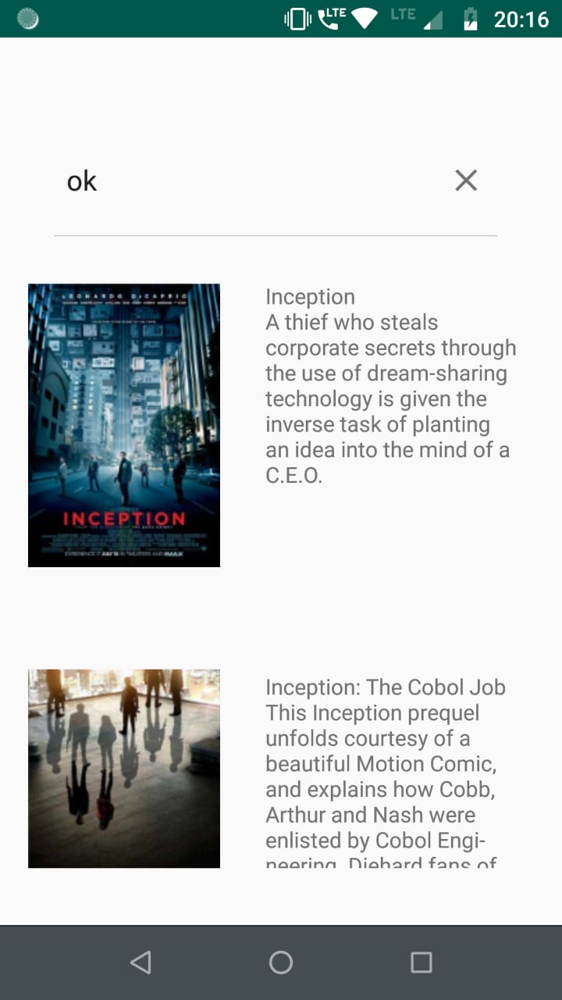 LTE LTE 20:16
ok
LEONARDO DiCAPRIO
INCEPTION
Inception
A thief who steals
corporate secrets through
the use of dream-sharing
technology is given the
inverse task of planting
an idea into the mind of a
C.E.O.
Inception: The Cobol Job
This Inception prequel
unfolds courtesy of a
beautiful Motion Comic,
and explains how Cobb,
Arthur and Nash were
enlisted by Cobol Engi-
neering. Diehard fans of